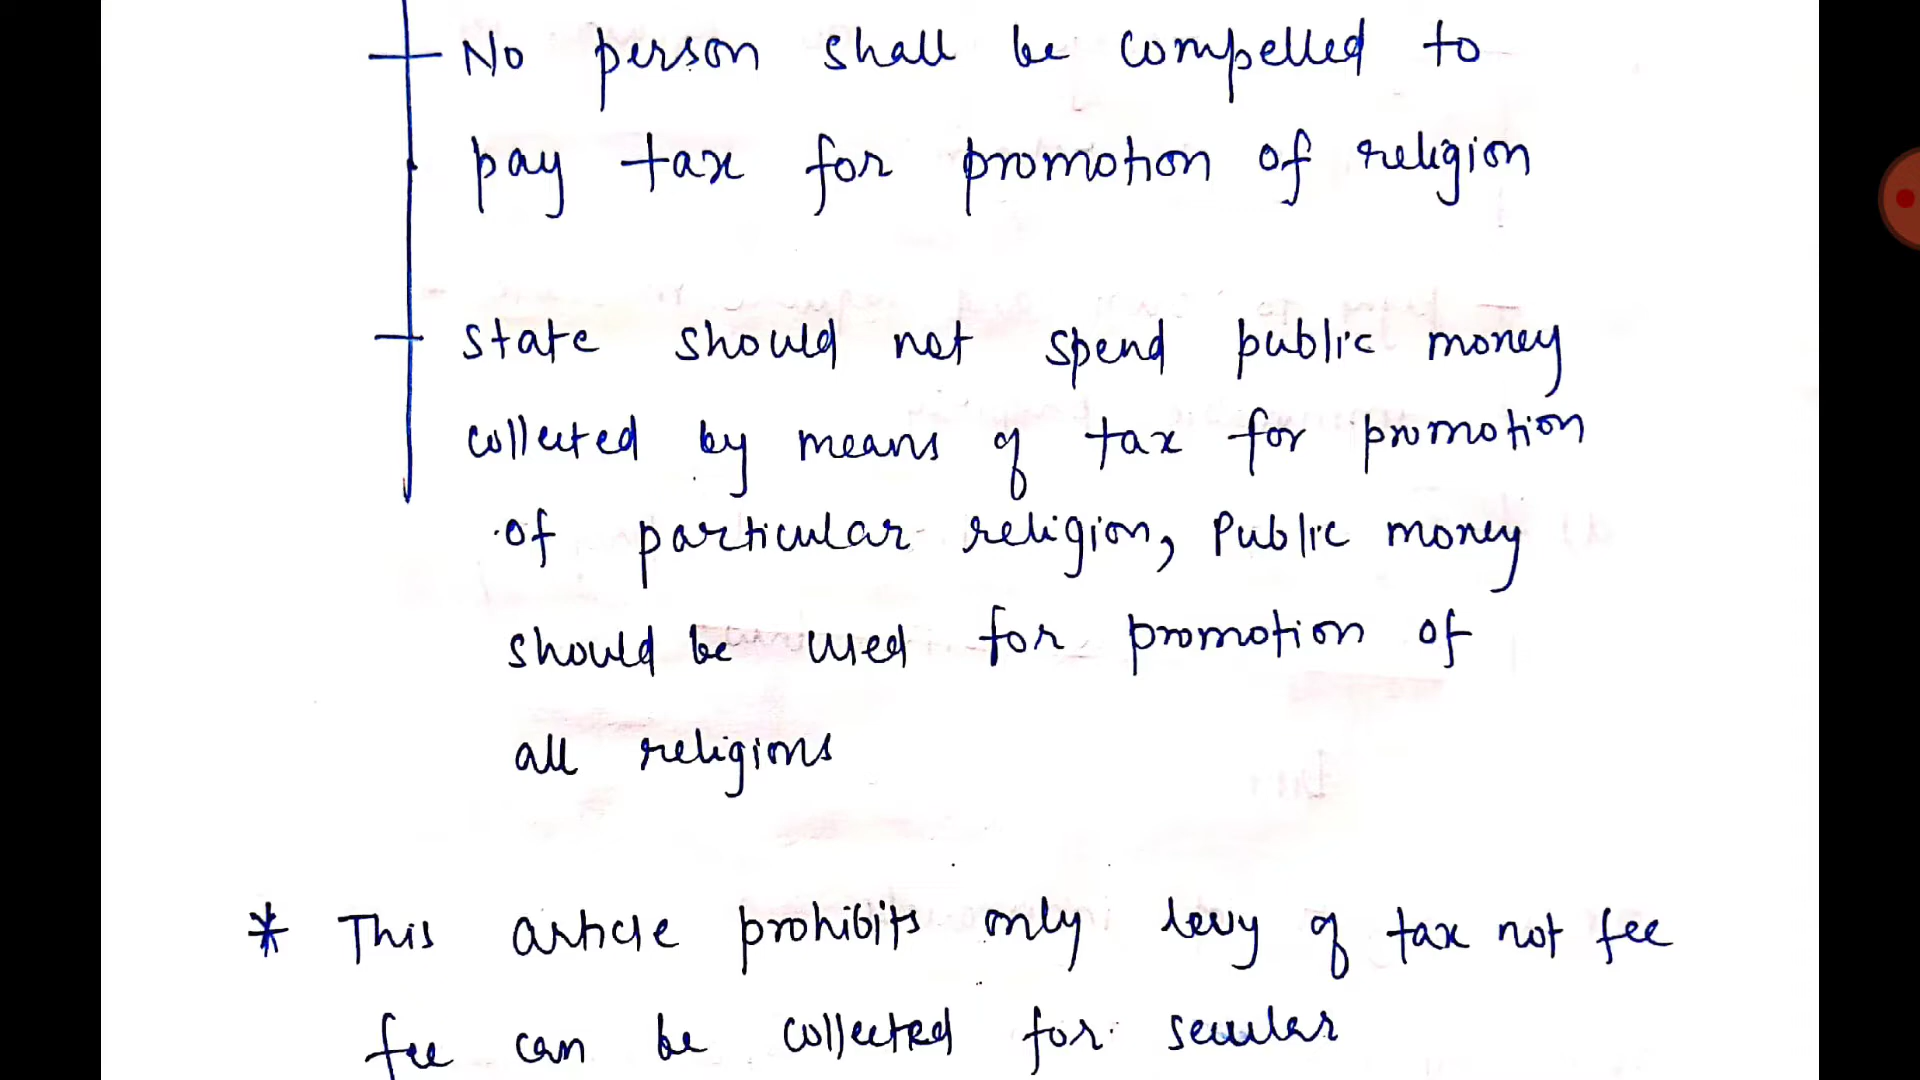 No person shall be compelled to
pay tax for promotion of religion
state should not spend public money
collected by means of tax for promotion
of particular religion, Public money
should be used for promotion of
all religions
* This article prohibits only levy of tax not fee
fee can be collected for secular